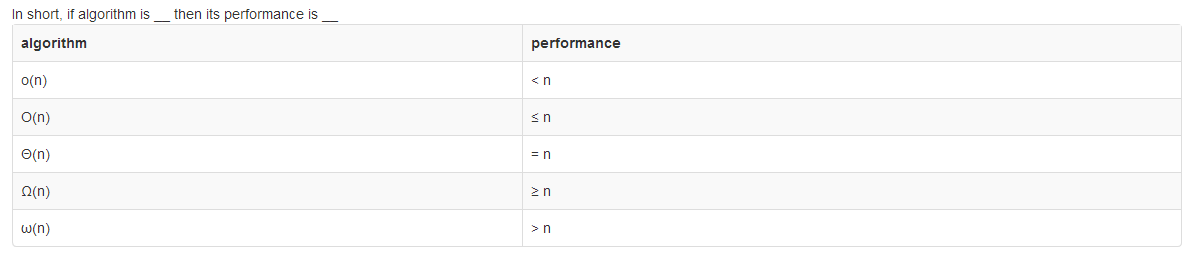 In short, if algorithm is __ then its performance is __
algorithm performance
o(n) < n
O(n) ≤ n
Θ(n) = n
Ω(n) ≥ n
ω(n) > n